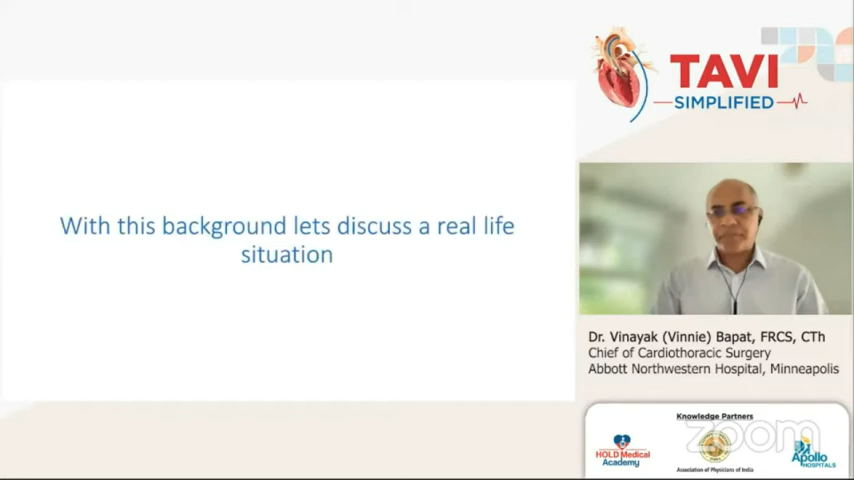 With this background lets discuss a real life
situation
TAVI
SIMPLIFIED
Dr. Vinayak (Vinnie) Bapat, FRCS, CTh
Chief of Cardiothoracic Surgery
Abbott Northwestern Hospital, Minneapolis
Knowledge Partners
zoom
HOLD Medical
Academy
Association of Physicians of India
Apollo
HOSPITALS